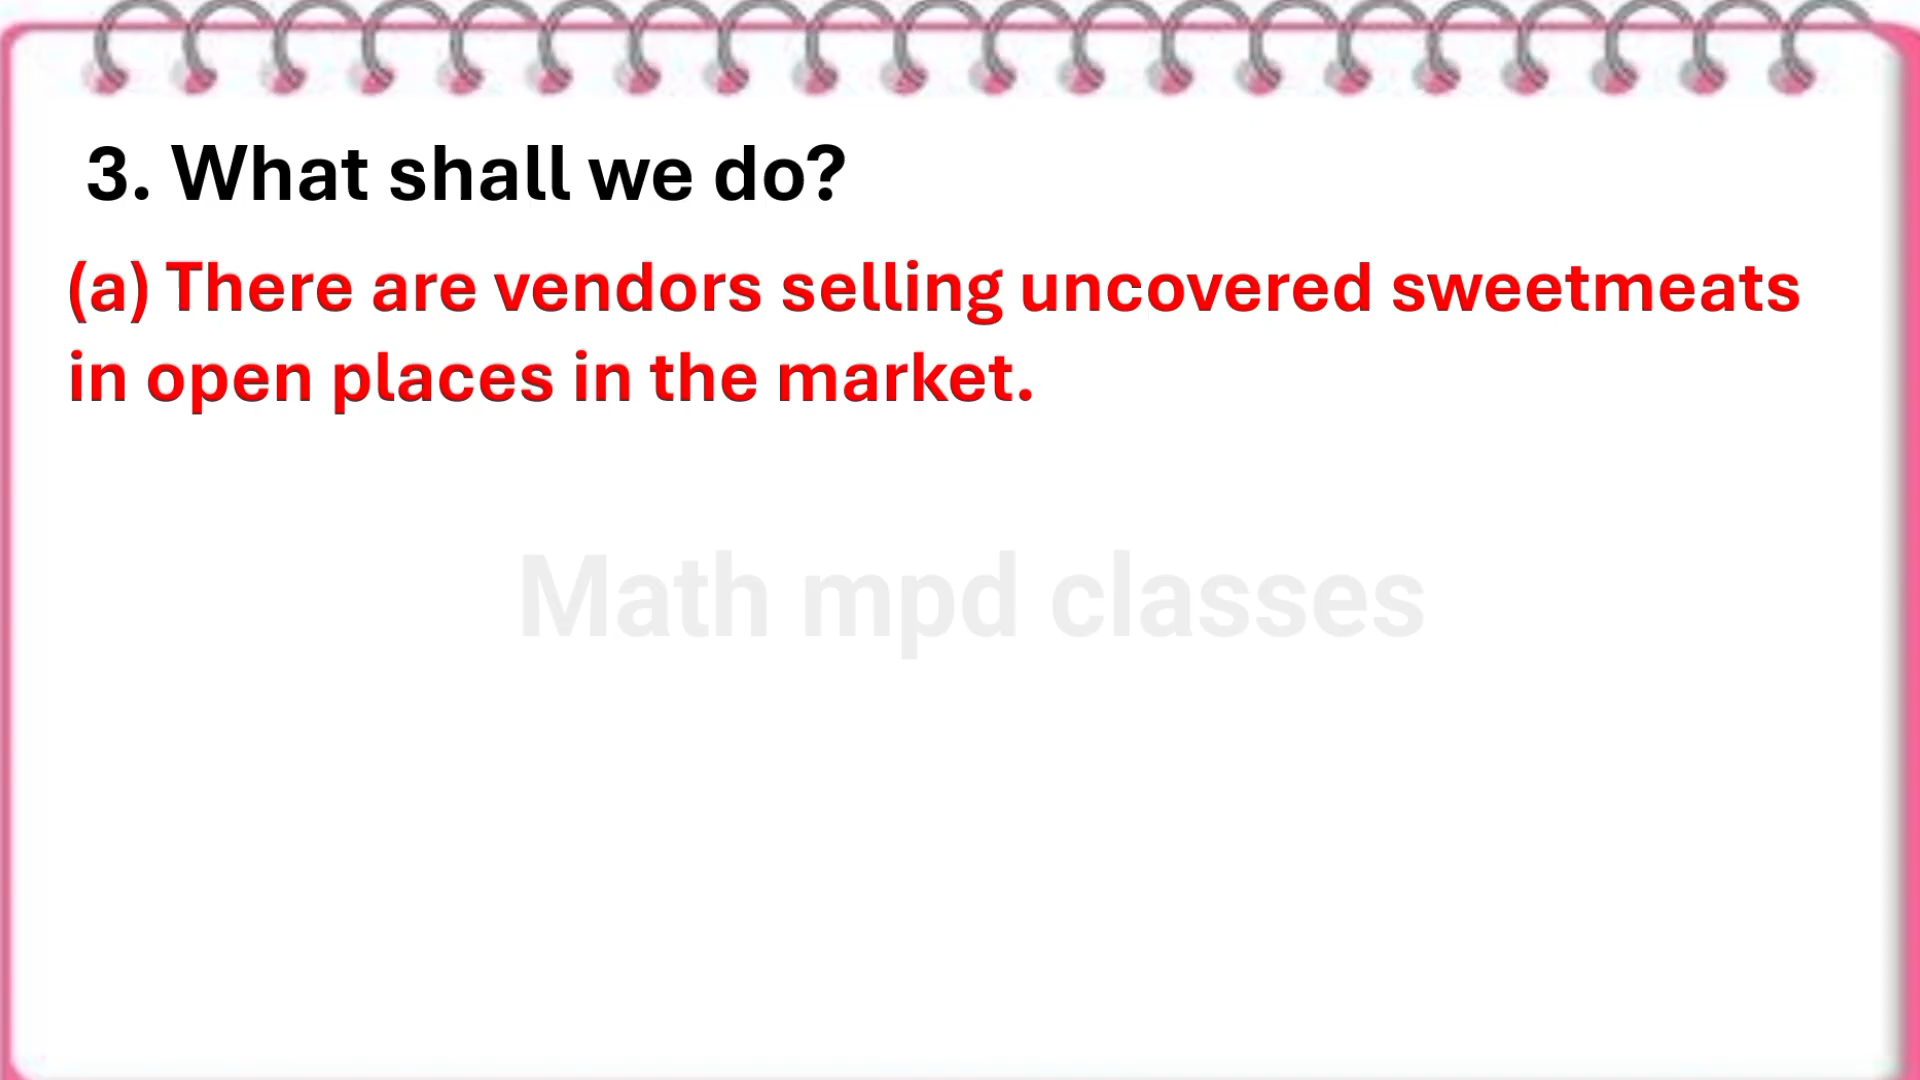 3. What shall we do?
(a) There are vendors selling uncovered sweetmeats
in open places in the market.
Math mpd classes